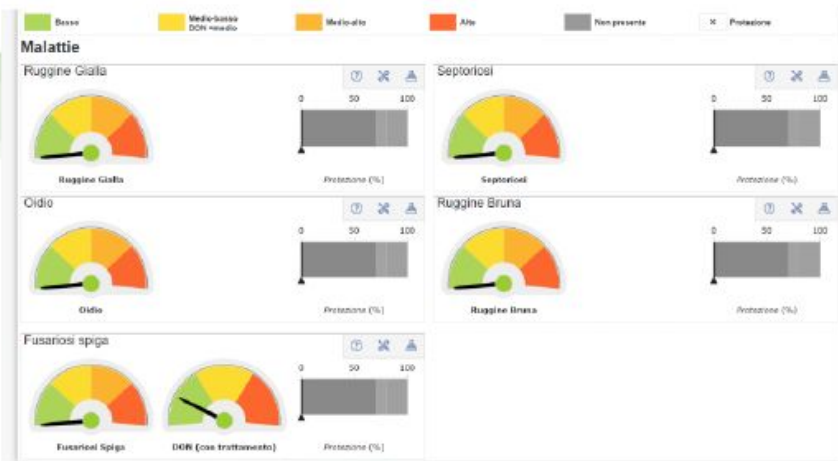 Basso
Medio-basso
DON =medio
Medio-alto
Alto
Non presente
× Protezione
Malattie
Ruggine Gialla
0 50 100
Ruggine Gialla
Protezione (%)
Septoriosi
0 50 100
Septoriosi
Protezione (%)
Oidio
0 50 100
Oidio
Protezione (%)
Ruggine Bruna
0 50 100
Ruggine Bruna
Protezione (%)
Fusariosi spiga
0 50 100
Fusariosi Spiga
DON (con trattamento)
Protezione (%)